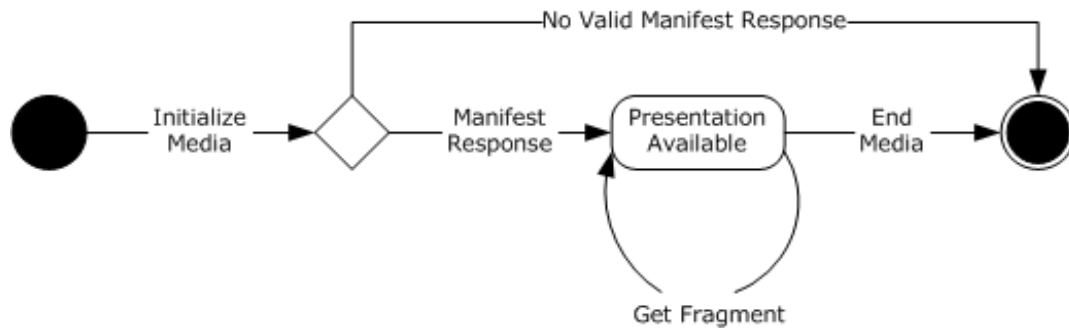 No Valid Manifest Response
Initialize
Media
Manifest
Response
Presentation
Available
End
Media
Get Fragment